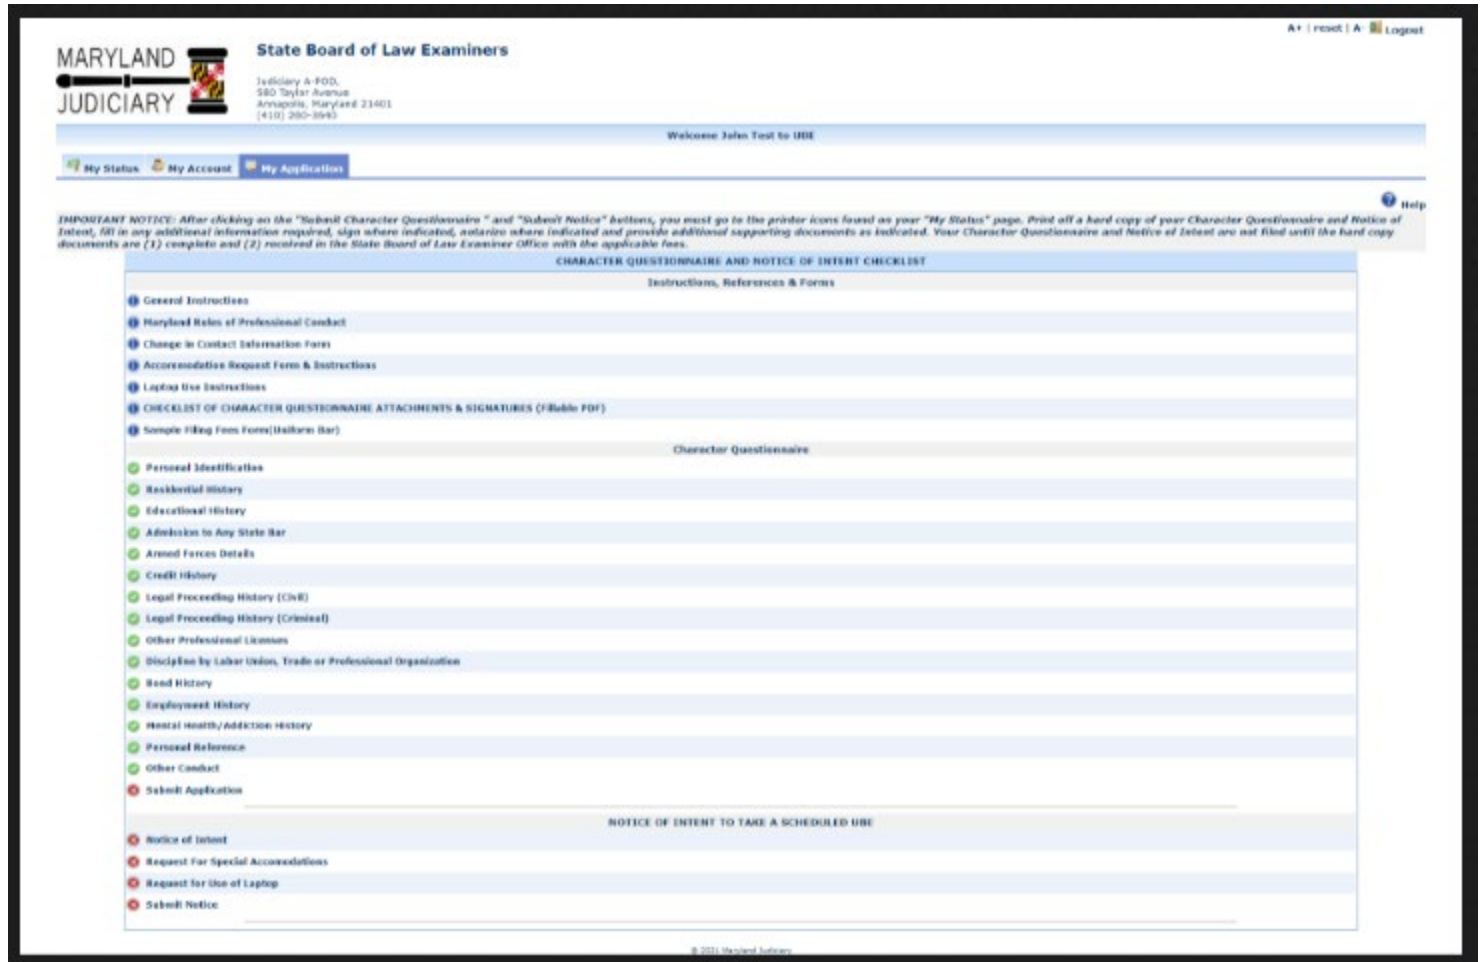 A+ | reset | A- Logout
MARYLAND
JUDICIARY
State Board of Law Examiners
Judiciary A-POD,
580 Taylor Avenue
Annapolis, Maryland 21401
(410) 260-3640
Welcome John Test to UBE
My Status My Account My Application
Help
IMPORTANT NOTICE: After clicking on the "Submit Character Questionnaire " and "Submit Notice" buttons, you must go to the printer icons found on your "My Status" page. Print off a hard copy of your Character Questionnaire and Notice of
Intent, fill in any additional information required, sign where indicated, notarize where indicated and provide additional supporting documents as indicated. Your Character Questionnaire and Notice of Intent are not filed until the hard copy
documents are (1) complete and (2) received in the State Board of Law Examiner Office with the applicable fees.
CHARACTER QUESTIONNAIRE AND NOTICE OF INTENT CHECKLIST
Instructions, References & Forms
General Instructions
Maryland Rules of Professional Conduct
Change in Contact Information Form
Accommodation Request Form & Instructions
Laptop Use Instructions
CHECKLIST OF CHARACTER QUESTIONNAIRE ATTACHMENTS & SIGNATURES (Fillable PDF)
Sample Filing Fees Form(Uniform Bar)
Character Questionnaire
Personal Identification
Residential History
Educational History
Admission to Any State Bar
Armed Forces Details
Credit History
Legal Proceeding History (Civil)
Legal Proceeding History (Criminal)
Other Professional Licenses
Discipline by Labor Union, Trade or Professional Organization
Bond History
Employment History
Mental Health/Addiction History
Personal Reference
Other Conduct
Submit Application
NOTICE OF INTENT TO TAKE A SCHEDULED UBE
Notice of Intent
Request For Special Accomodations
Request for Use of Laptop
Submit Notice
© 2021 Maryland Judiciary